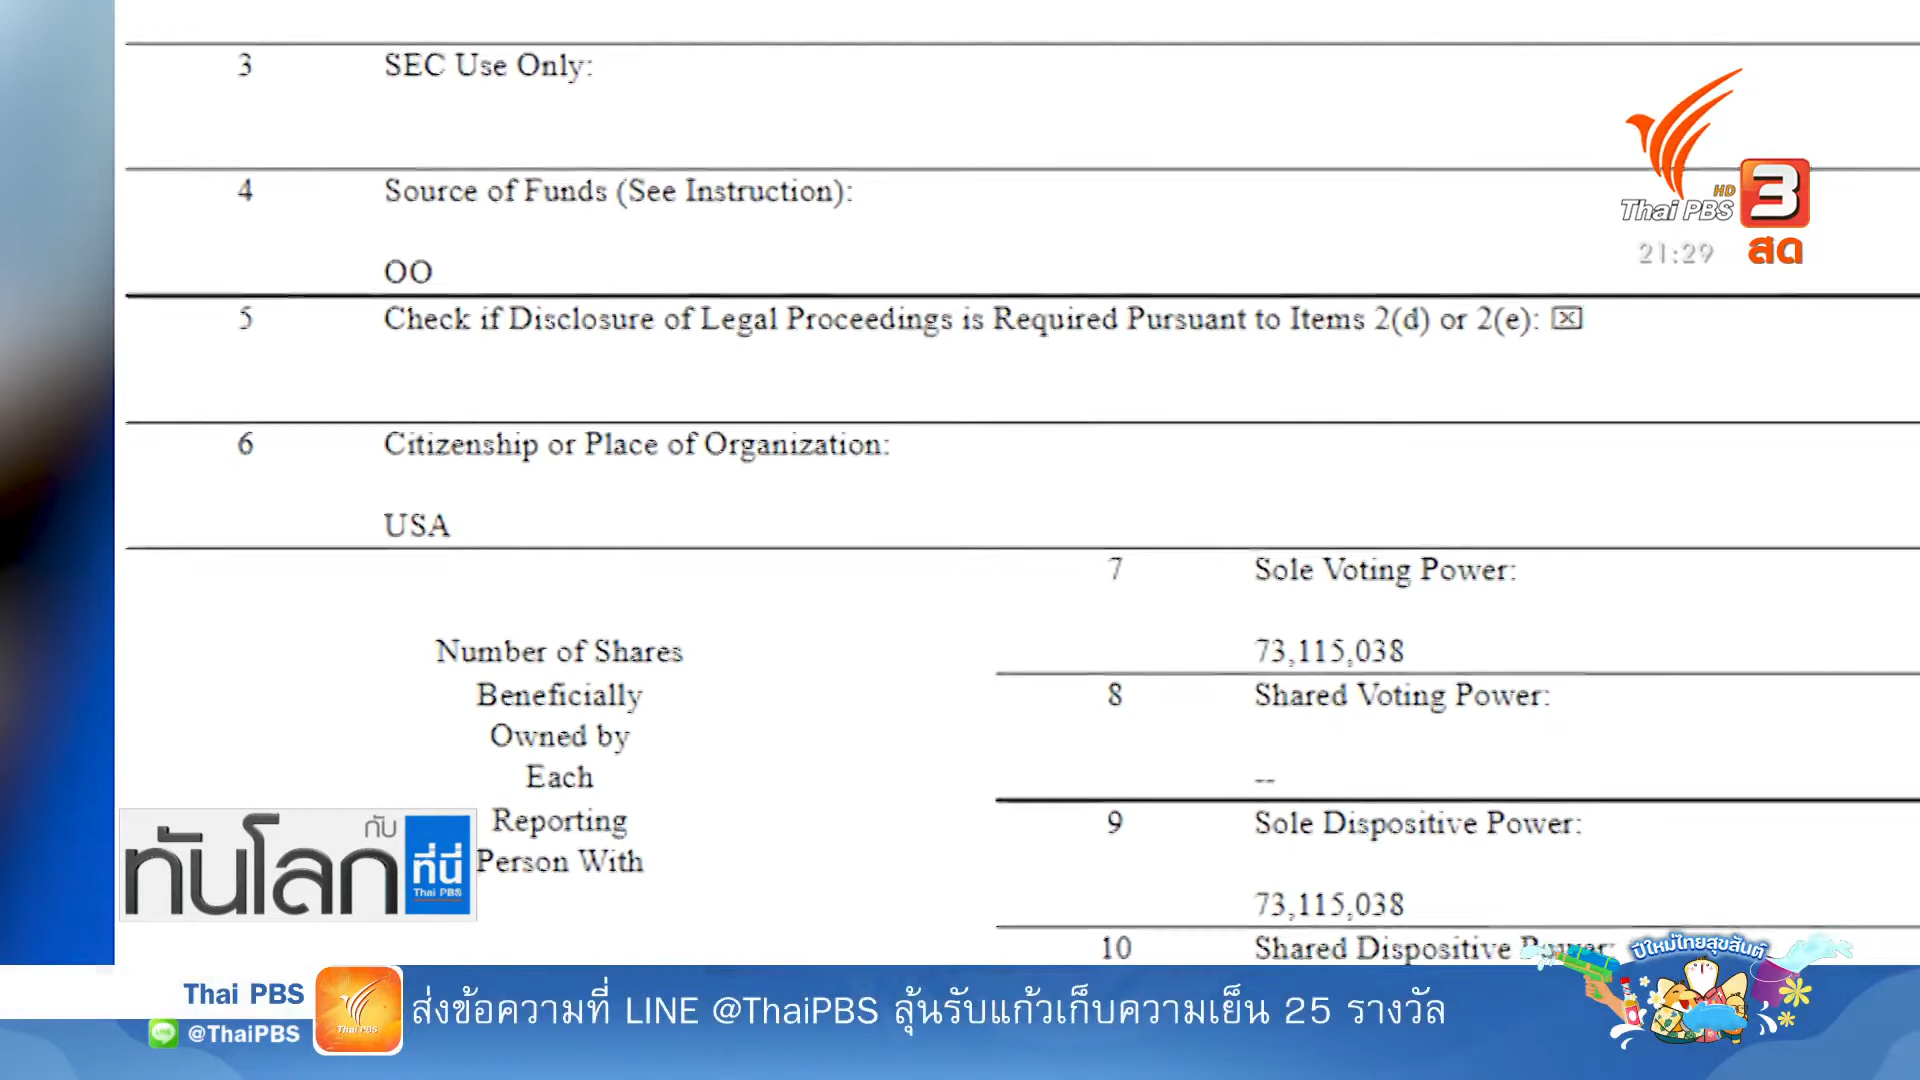 3 SEC Use Only:
4 Source of Funds (See Instruction):
OO
5 Check if Disclosure of Legal Proceedings is Required Pursuant to Items 2(d) or 2(e): ☒
6 Citizenship or Place of Organization:
USA
Number of Shares
Beneficially
Owned by
Each
Reporting
Person With
7 Sole Voting Power:
73,115,038
8 Shared Voting Power:
--
9 Sole Dispositive Power:
73,115,038
10 Shared Dispositive Power:
HD
Thai PBS 3
21:29 สด
ทันโลก กับ ที่นี่
Thai PBS
ปีใหม่ไทยสุขสันต์
Thai PBS
LINE @ThaiPBS
Thai PBS
ส่งข้อความที่ LINE @ThaiPBS ลุ้นรับแก้วเก็บความเย็น 25 รางวัล